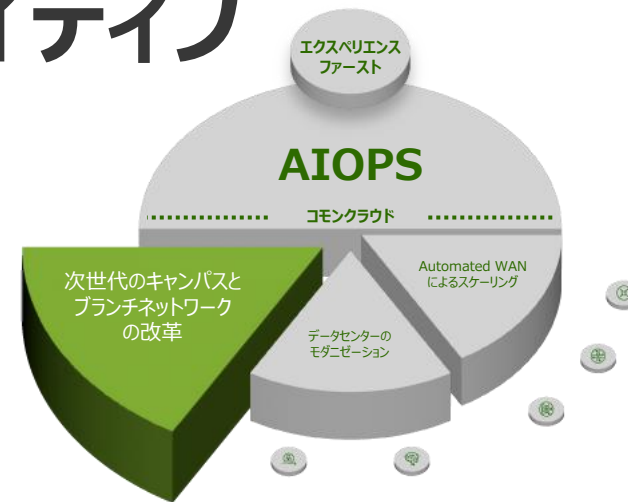 イティブ
エクスペリエンス
ファースト
AIOPS
コモンクラウド
次世代のキャンパスと
ブランチネットワーク
の改革
Automated WAN
によるスケーリング
データセンターの
モダニゼーション